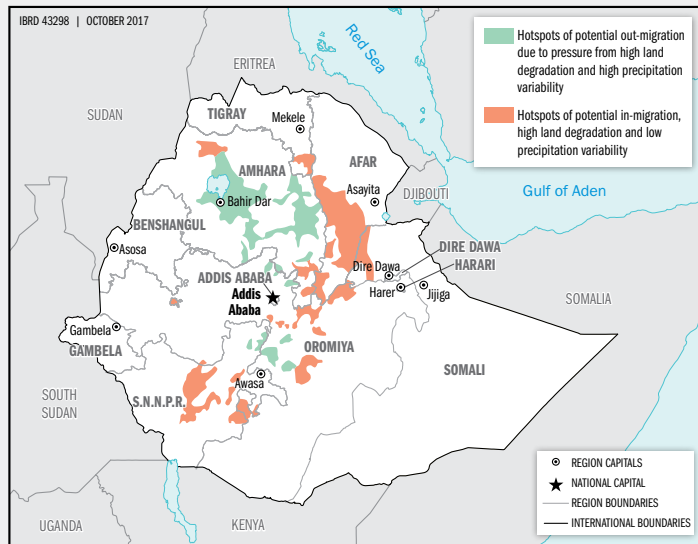 IBRD 43298 | OCTOBER 2017
Hotspots of potential out-migration
due to pressure from high land
degradation and high precipitation
variability
Hotspots of potential in-migration,
high land degradation and low
precipitation variability
Red Sea
ERITREA
SUDAN
TIGRAY
Mekele
AMHARA
AFAR
Asayita
DJIBOUTI
Gulf of Aden
Bahir Dar
BENSHANGUL
Asosa
DIRE DAWA
HARARI
ADDIS ABABA
Dire Dawa
Addis
Ababa
Harer
Jijiga
SOMALIA
Gambela
GAMBELA
OROMIYA
SOMALI
Awasa
S.N.N.P.R.
SOUTH
SUDAN
UGANDA
KENYA
REGION CAPITALS
NATIONAL CAPITAL
REGION BOUNDARIES
INTERNATIONAL BOUNDARIES